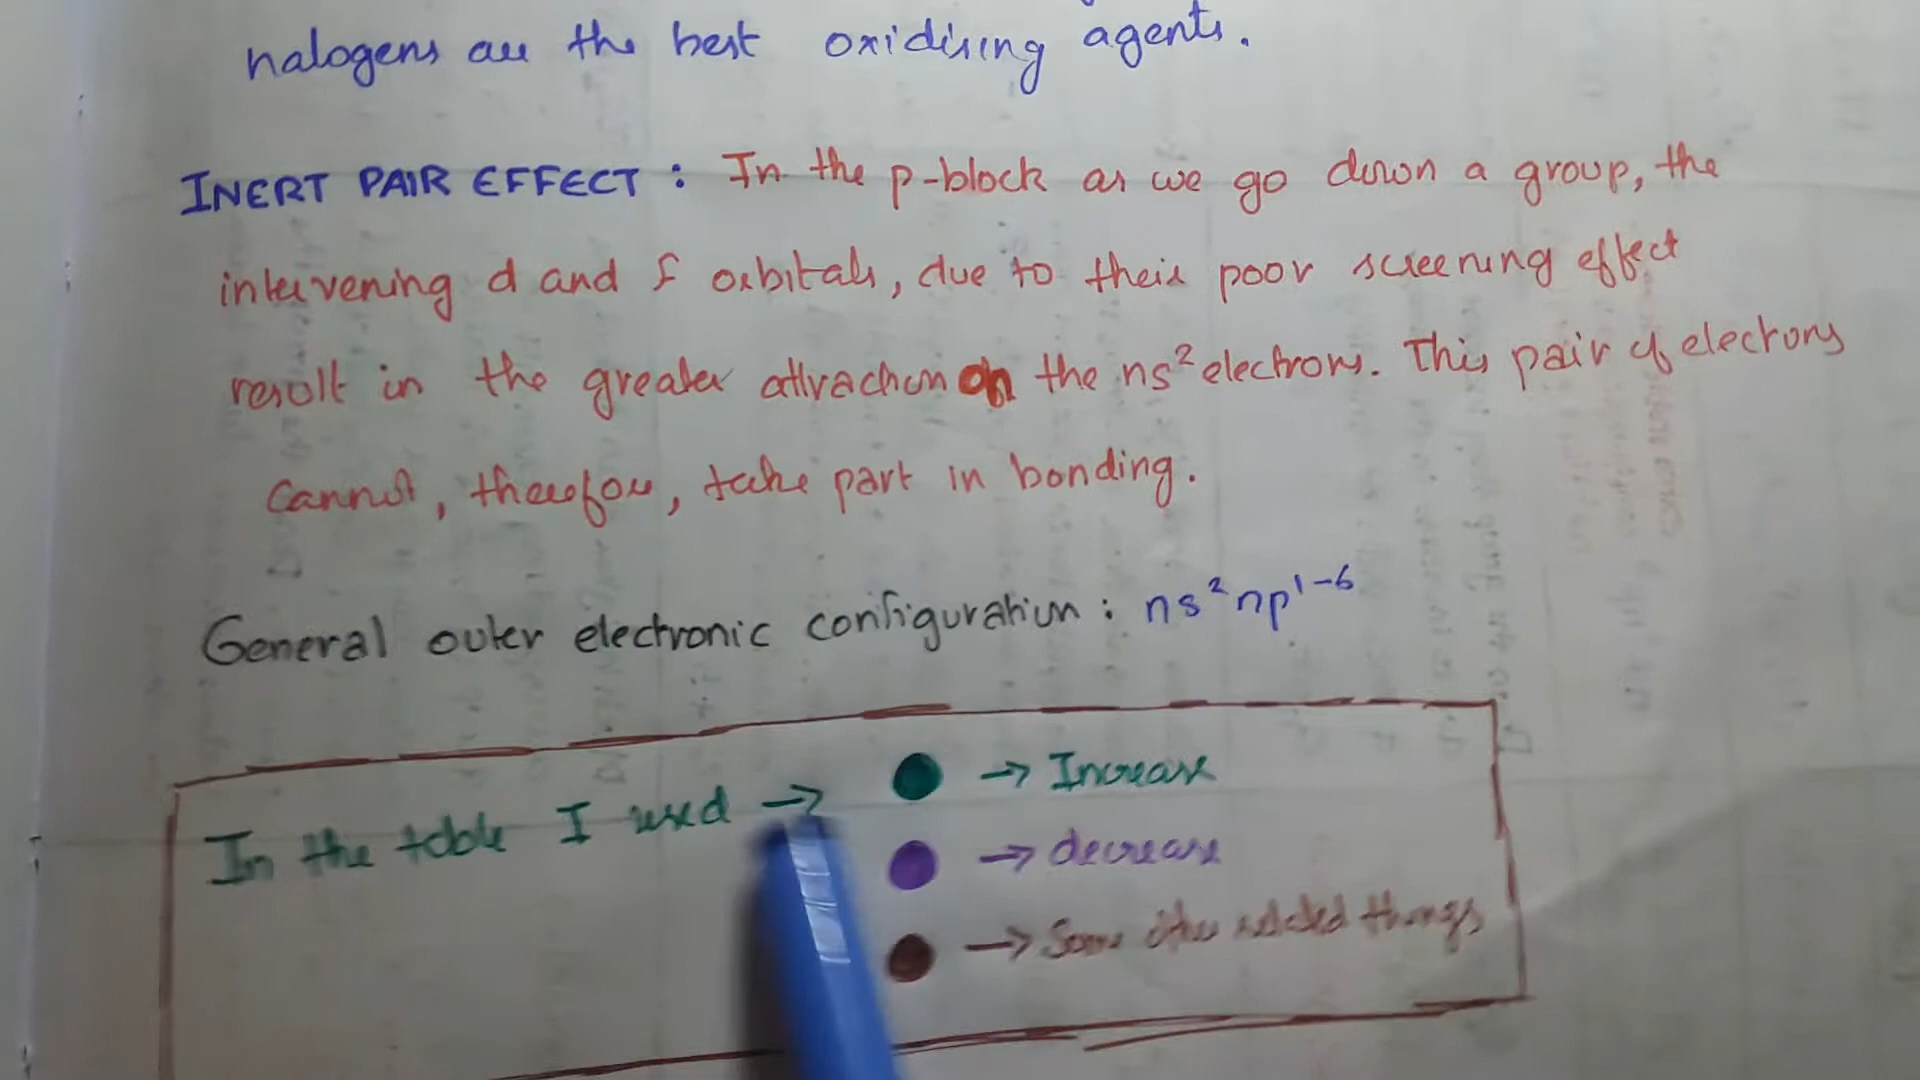 halogens are the best oxidising agents.
INERT PAIR EFFECT : In the p-block as we go down a group, the
intervening d and f orbitals, due to their poor screening effect
result in the greater attraction on the ns² electrons. This pair of electrons
cannot, therefore, take part in bonding.
General outer electronic configuration : ns² np¹⁻⁶
In the table I used → ● → Increase
● → decrease
● → Some other related things